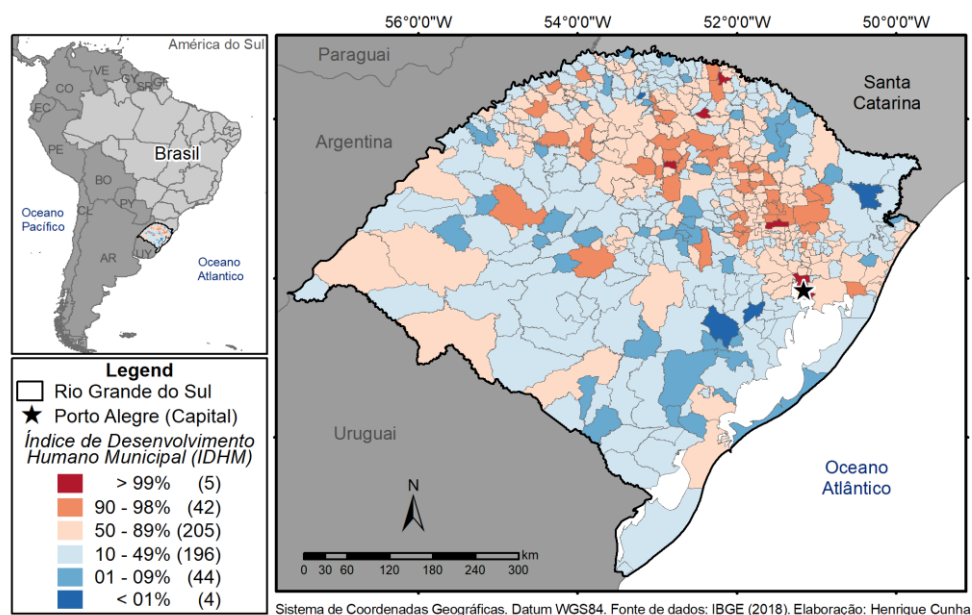 América do Sul
VE
GY
SR
GF
CO
EC
PE
Brasil
BO
PY
CL
AR
UY
Oceano
Pacífico
Oceano
Atlantico
Legend
Rio Grande do Sul
Porto Alegre (Capital)
Índice de Desenvolvimento
Humano Municipal (IDHM)
> 99% (5)
90 - 98% (42)
50 - 89% (205)
10 - 49% (196)
01 - 09% (44)
< 01% (4)
56°0'0"W 54°0'0"W 52°0'0"W 50°0'0"W
Paraguai
Santa
Catarina
Argentina
Uruguai
Oceano
Atlântico
N
km
0 30 60 120 180 240 300
Sistema de Coordenadas Geográficas. Datum WGS84. Fonte de dados: IBGE (2018). Elaboração: Henrique Cunha